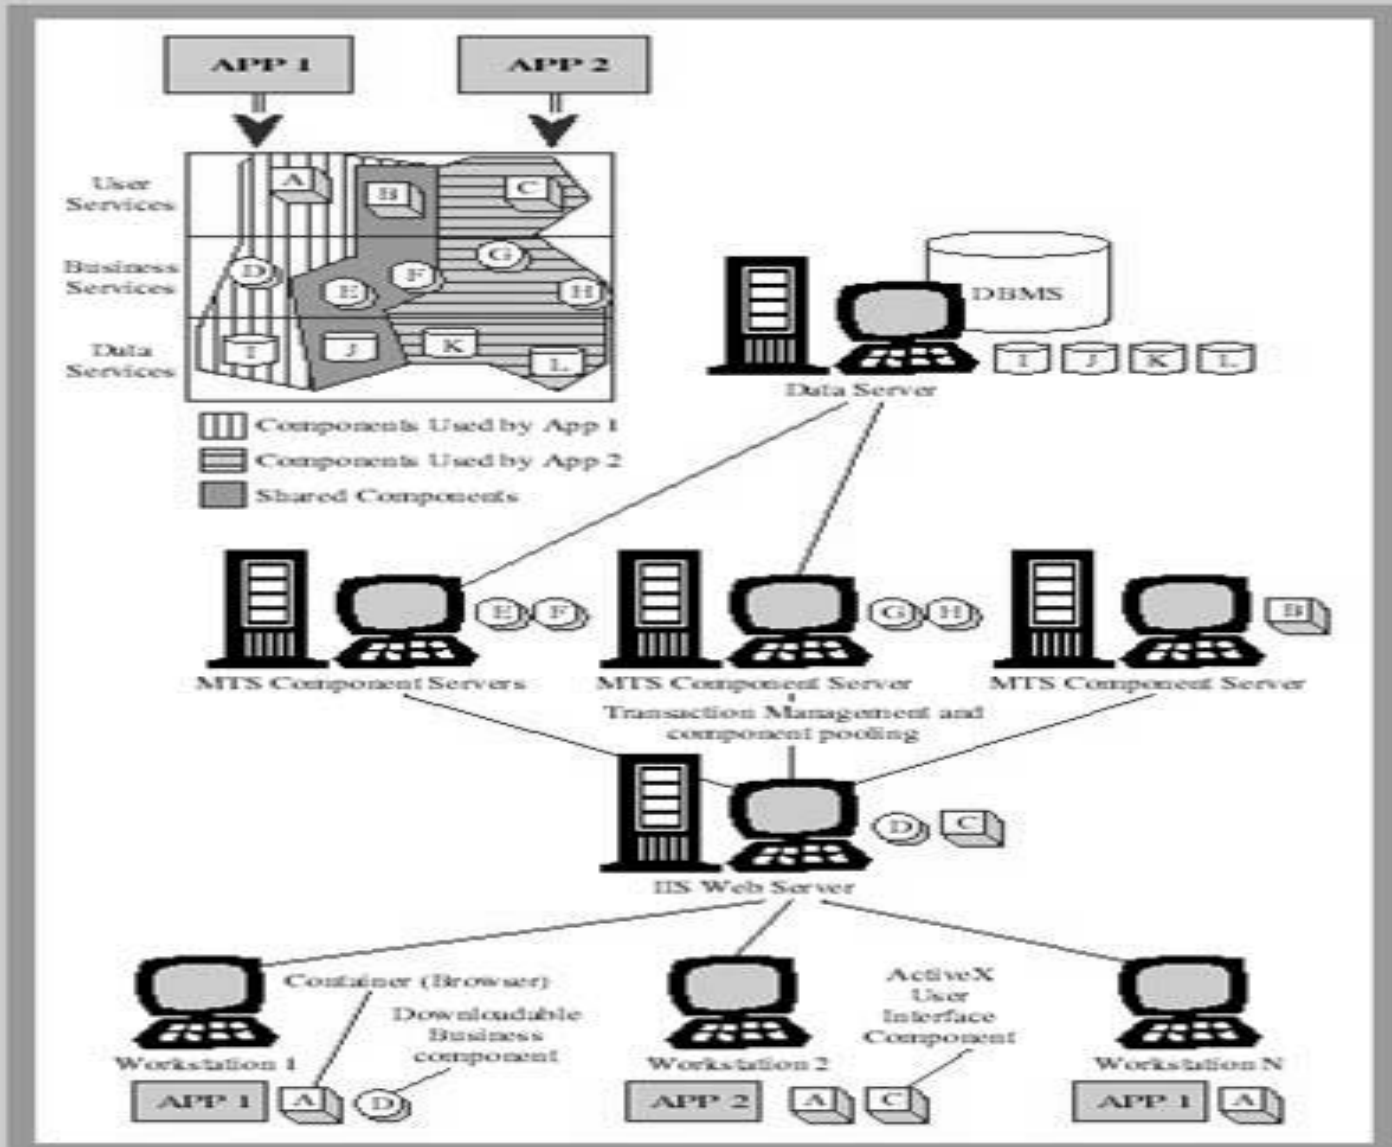 APP 1
APP 2
User
Services
A
B
C
Business
Services
D
E
F
G
H
Data
Services
I
J
K
L
Components Used by App 1
Components Used by App 2
Shared Components
DBMS
I J K L
Data Server
E F
G H
B
MTS Component Servers
MTS Component Server
MTS Component Server
Transaction Management and
component pooling
D C
IIS Web Server
Container (Browser)
Downloadable
Business
component
ActiveX
User
Interface
Component
Workstation 1
Workstation 2
Workstation N
APP 1 A D
APP 2 A C
APP 1 A